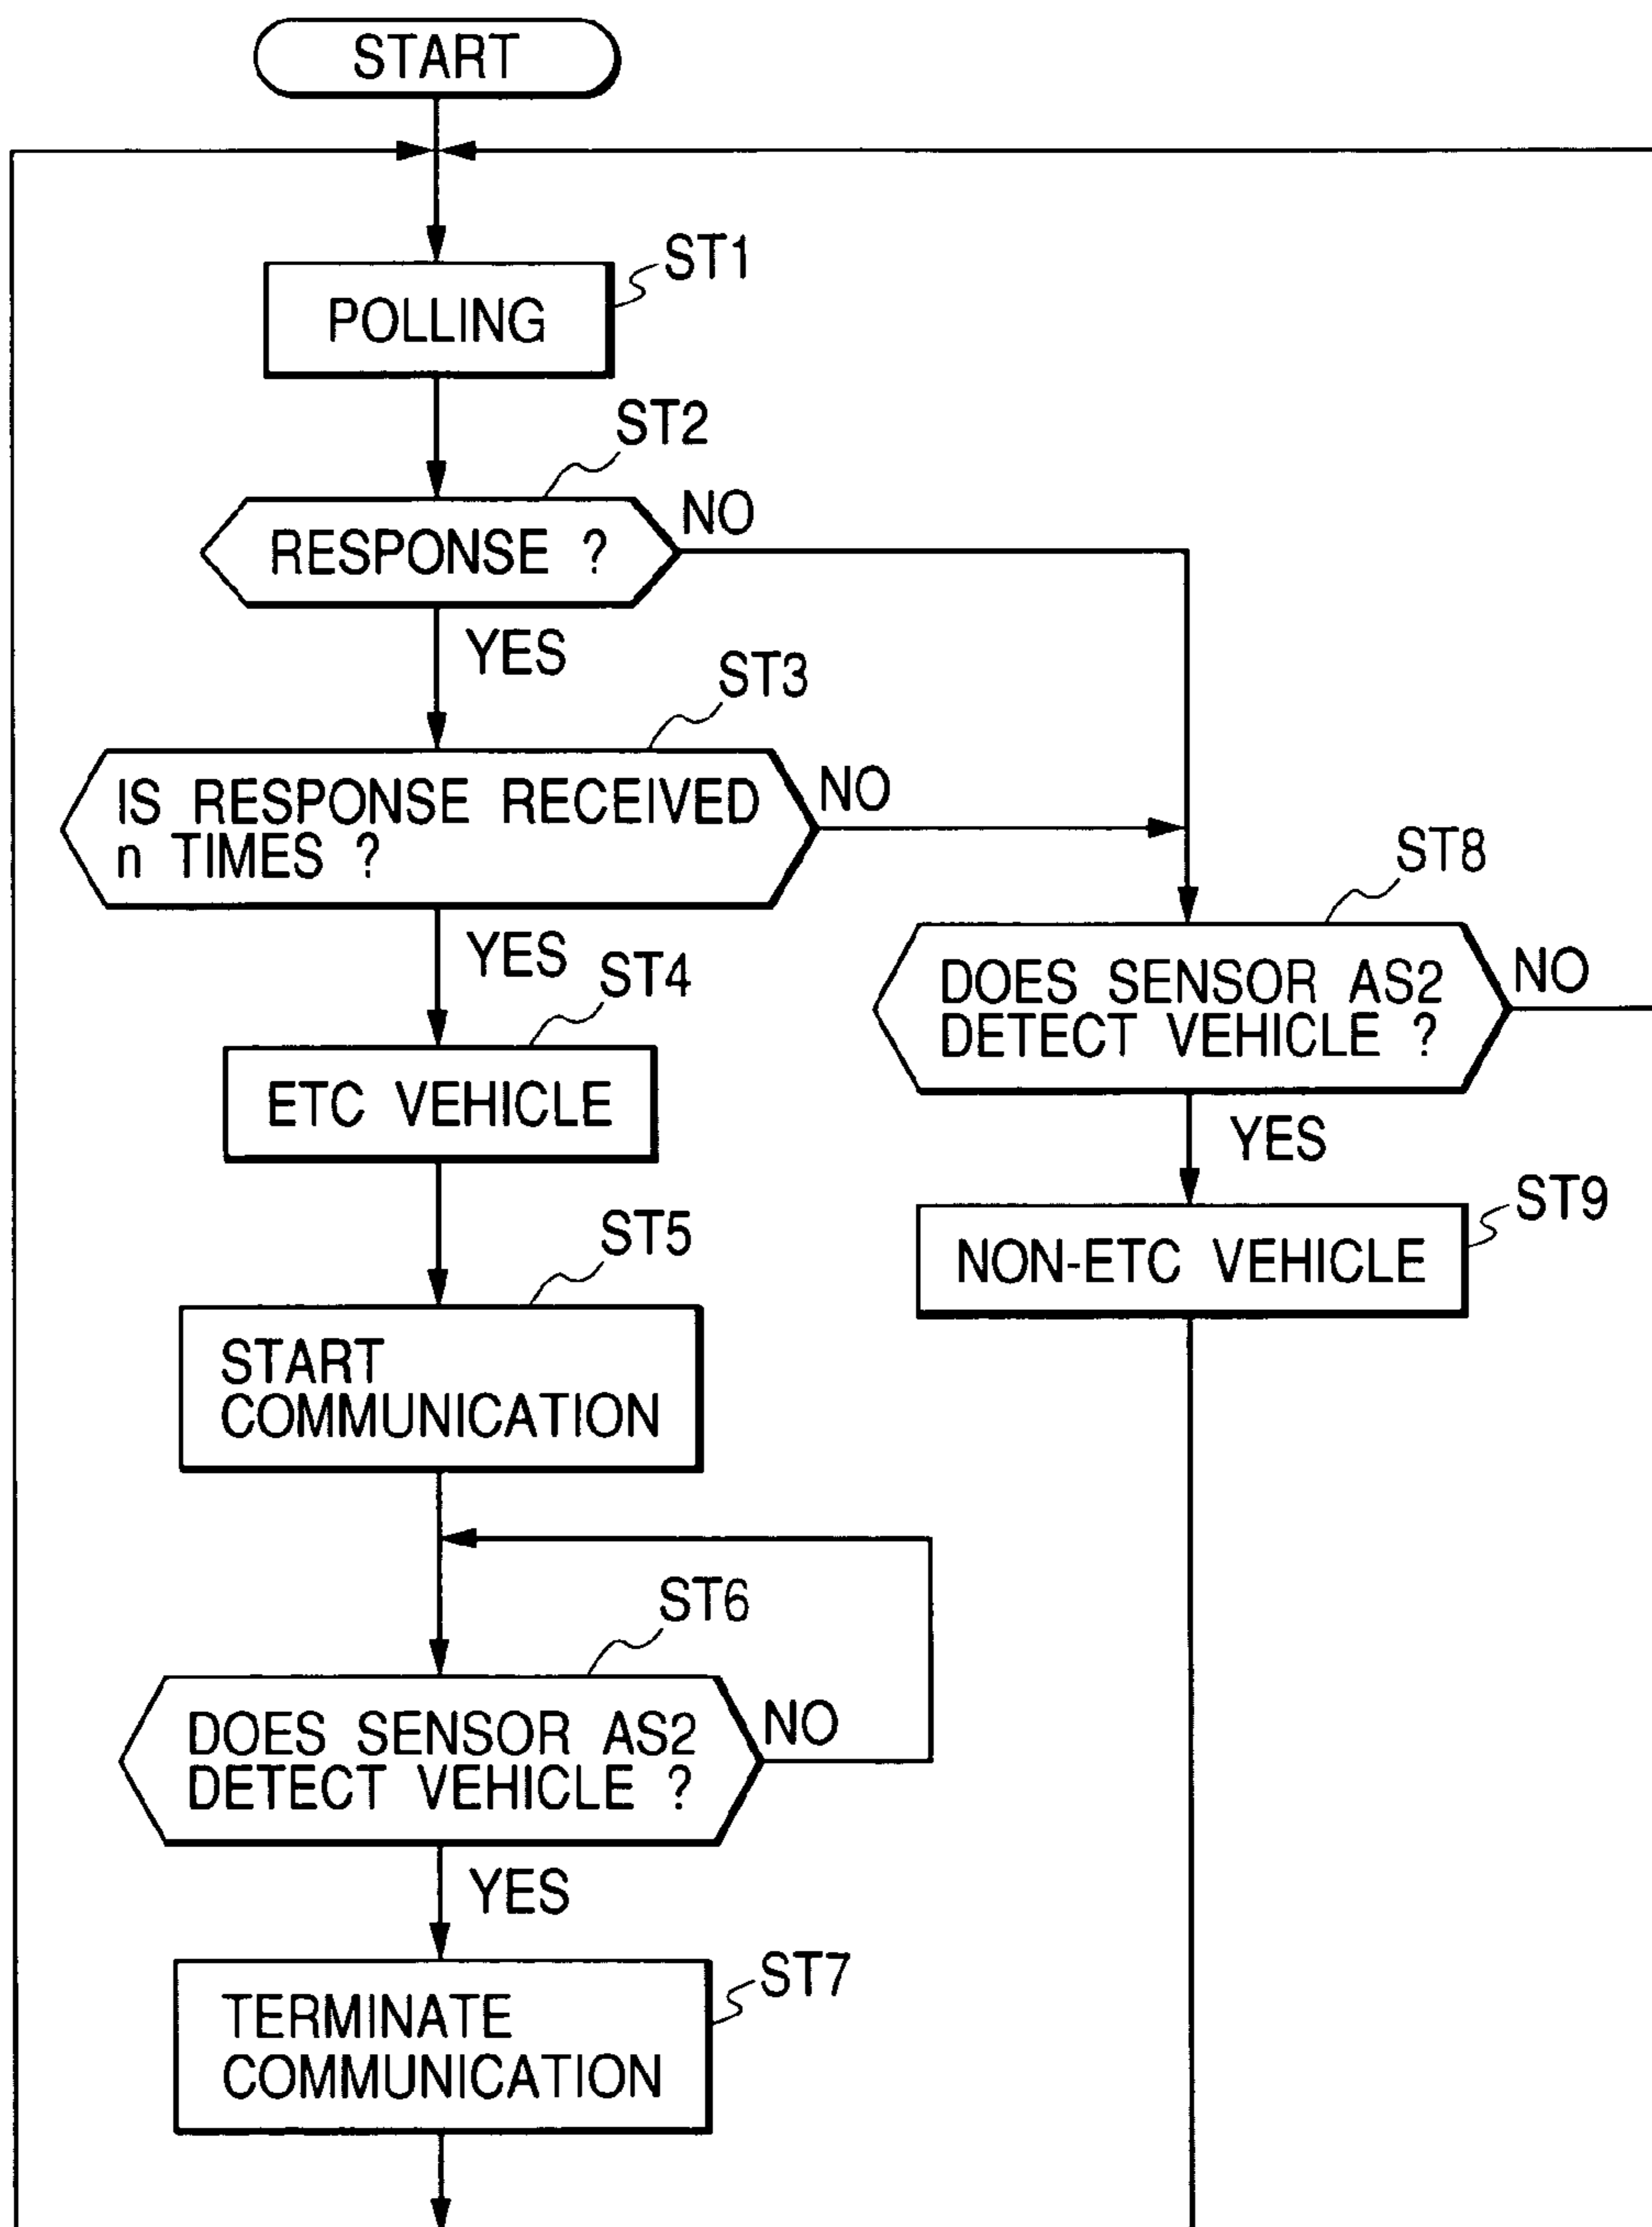 START
ST1
POLLING
ST2
RESPONSE ?
NO
YES
ST3
IS RESPONSE RECEIVED
n TIMES ?
NO
YES
ST4
ETC VEHICLE
ST5
START
COMMUNICATION
ST6
DOES SENSOR AS2
DETECT VEHICLE ?
NO
YES
ST7
TERMINATE
COMMUNICATION
ST8
DOES SENSOR AS2
DETECT VEHICLE ?
NO
YES
ST9
NON-ETC VEHICLE